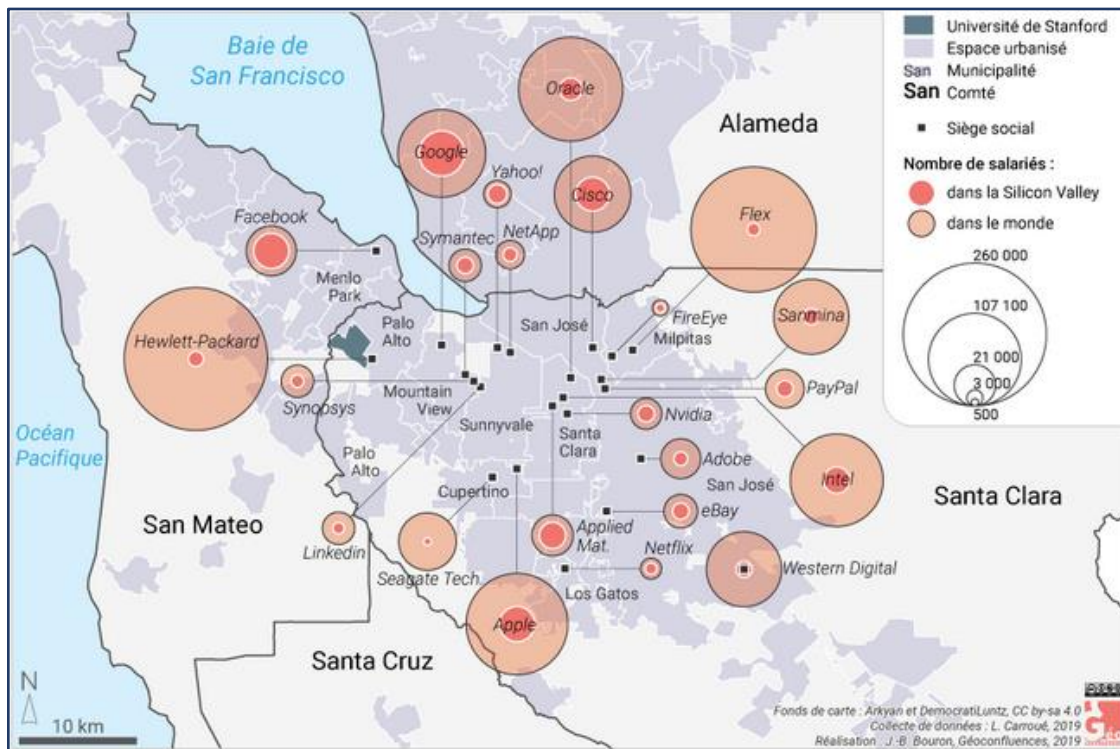 Baie de
San Francisco
Océan
Pacifique
Alameda
San Mateo
Santa Cruz
Santa Clara
Oracle
Google
Yahoo!
Cisco
Flex
Facebook
Symantec
NetApp
Menlo
Park
Hewlett-Packard
Palo
Alto
San José
FireEye
Milpitas
Sanmina
Synopsys
Mountain
View
Sunnyvale
PayPal
Nvidia
Santa
Clara
Palo
Alto
Cupertino
Adobe
San José
Intel
Linkedin
Seagate Tech.
Applied
Mat.
eBay
Netflix
Western Digital
Los Gatos
Apple
Université de Stanford
Espace urbanisé
San Municipalité
San Comté
Siège social
Nombre de salariés :
dans la Silicon Valley
dans le monde
260 000
107 100
21 000
3 000
500
N
10 km
Fonds de carte : Arkyan et DemocratiLuntz, CC by-sa 4.0
Collecte de données : L. Carroué, 2019
Réalisation : J.-B. Bouron, Géoconfluences, 2019
G